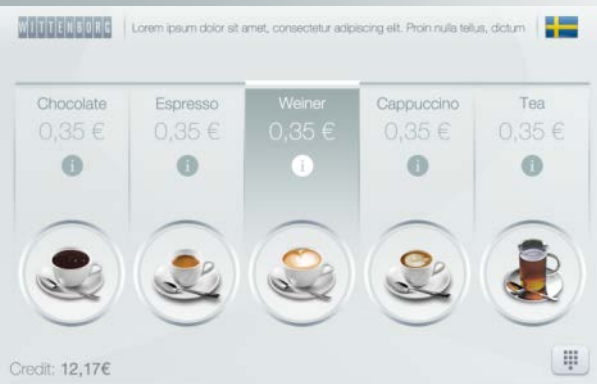 WITTENBORG
Lorem ipsum dolor sit amet, consectetur adipiscing elit. Proin nulla tellus, dictum
Chocolate
0,35 €
i
Espresso
0,35 €
i
Weiner
0,35 €
i
Cappuccino
0,35 €
i
Tea
0,35 €
i
Credit: 12,17€